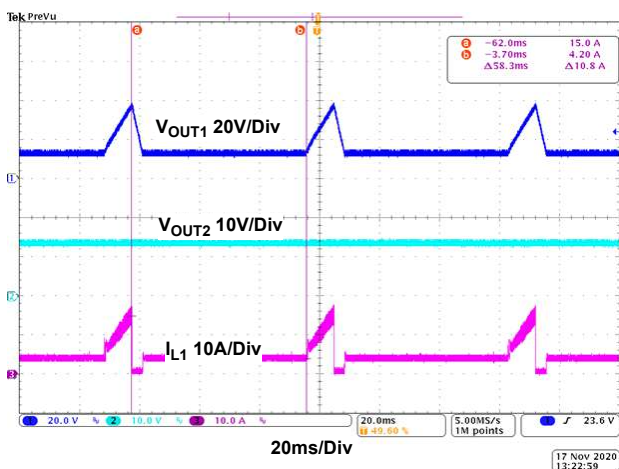 Tek PreVu
a
b
T
a -62.0ms 15.0 A
b -3.70ms 4.20 A
Δ58.3ms Δ10.8 A
VOUT1 20V/Div
1
VOUT2 10V/Div
2
IL1 10A/Div
3
1 20.0 V 2 10.0 V 3 10.0 A 20.0ms 5.00MS/s 1 23.6 V
T 49.60 % 1M points
20ms/Div
17 Nov 2020
13:22:59